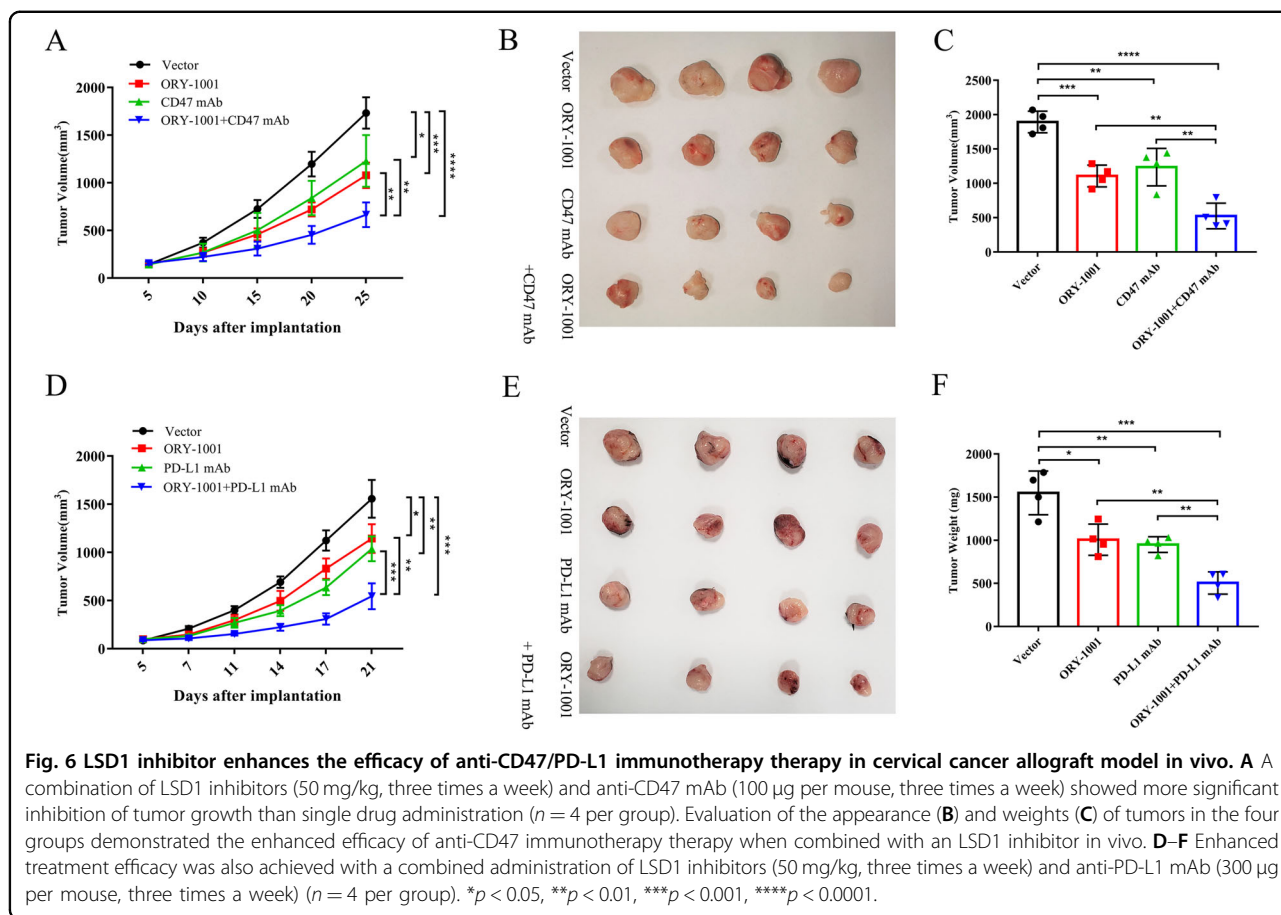 A
Vector
ORY-1001
CD47 mAb
ORY-1001+CD47 mAb
Tumor Volume(mm³)
2000
1500
1000
500
0
5
10
15
20
25
Days after implantation
*
***
****
**
**
B
Vector
ORY-1001
CD47 mAb
ORY-1001
+CD47 mAb
C
Tumor Volume(mm³)
2500
2000
1500
1000
500
0
****
**
***
**
**
Vector
ORY-1001
CD47 mAb
ORY-1001+CD47 mAb
D
Vector
ORY-1001
PD-L1 mAb
ORY-1001+PD-L1 mAb
Tumor Volume(mm³)
2000
1500
1000
500
0
5
7
11
14
17
21
Days after implantation
*
**
***
**
***
E
Vector
ORY-1001
PD-L1 mAb
ORY-1001
+ PD-L1 mAb
F
Tumor Weight (mg)
2000
1500
1000
500
0
***
**
*
**
**
Vector
ORY-1001
PD-L1 mAb
ORY-1001+PD-L1 mAb
Fig. 6 LSD1 inhibitor enhances the efficacy of anti-CD47/PD-L1 immunotherapy therapy in cervical cancer allograft model in vivo. A A
combination of LSD1 inhibitors (50 mg/kg, three times a week) and anti-CD47 mAb (100 µg per mouse, three times a week) showed more significant
inhibition of tumor growth than single drug administration (n = 4 per group). Evaluation of the appearance (B) and weights (C) of tumors in the four
groups demonstrated the enhanced efficacy of anti-CD47 immunotherapy therapy when combined with an LSD1 inhibitor in vivo. D–F Enhanced
treatment efficacy was also achieved with a combined administration of LSD1 inhibitors (50 mg/kg, three times a week) and anti-PD-L1 mAb (300 µg
per mouse, three times a week) (n = 4 per group). *p < 0.05, **p < 0.01, ***p < 0.001, ****p < 0.0001.